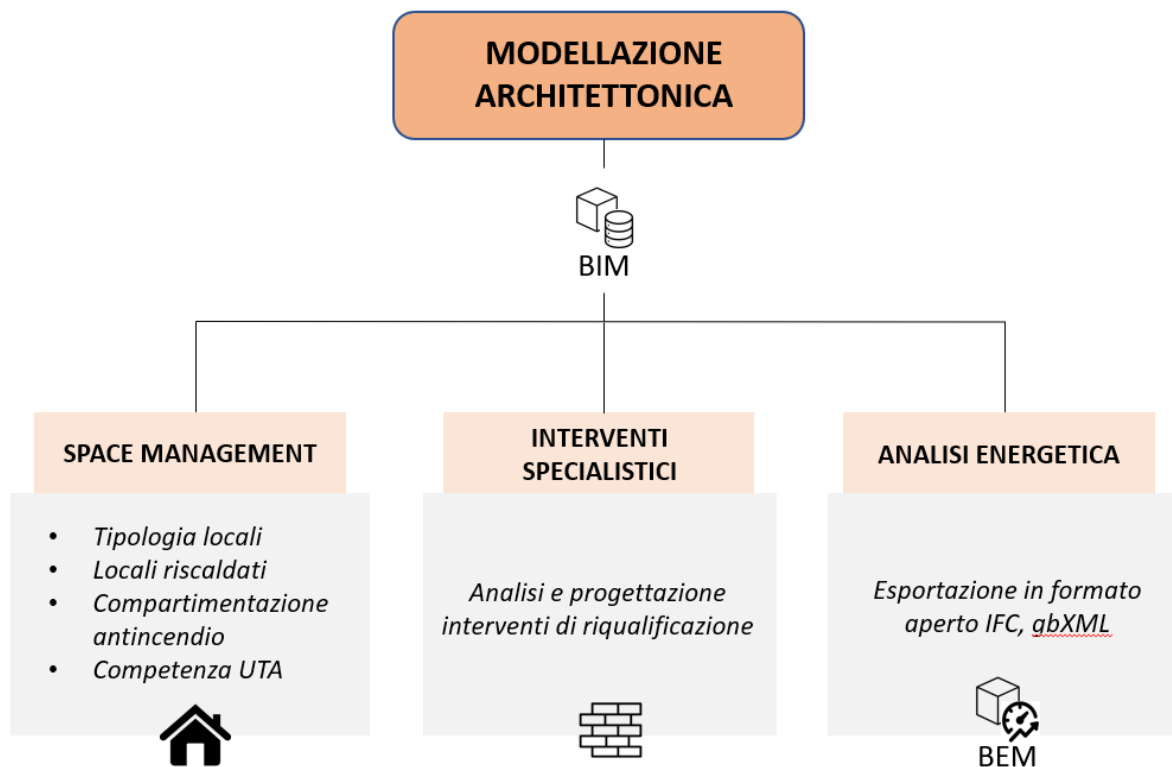 MODELLAZIONE
ARCHITETTONICA
BIM
SPACE MANAGEMENT
• Tipologia locali
• Locali riscaldati
• Compartimentazione
antincendio
• Competenza UTA
INTERVENTI
SPECIALISTICI
Analisi e progettazione
interventi di riqualificazione
ANALISI ENERGETICA
Esportazione in formato
aperto IFC, gbXML
BEM